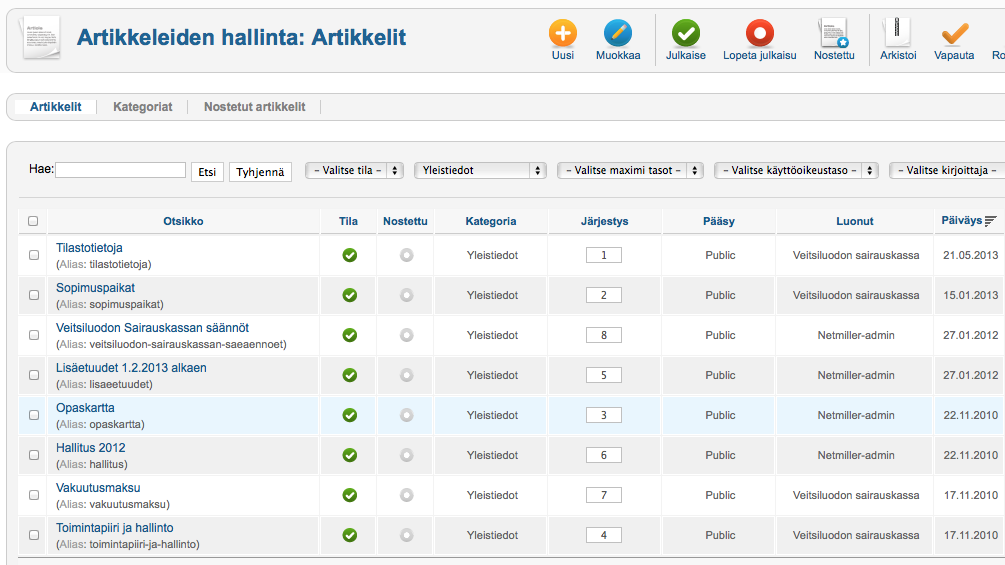 Artikkeleiden hallinta: Artikkelit
Uusi Muokkaa Julkaise Lopeta julkaisu Nostettu Arkistoi Vapauta Ro
Artikkelit Kategoriat Nostetut artikkelit
Hae: Etsi Tyhjennä - Valitse tila - Yleistiedot - Valitse maximi tasot - - Valitse käyttöoikeustaso - - Valitse kirjoittaja -
Otsikko Tila Nostettu Kategoria Järjestys Pääsy Luonut Päiväys
Tilastotietoja
(Alias: tilastotietoja) Yleistiedot 1 Public Veitsiluodon sairauskassa 21.05.2013
Sopimuspaikat
(Alias: sopimuspaikat) Yleistiedot 2 Public Veitsiluodon sairauskassa 15.01.2013
Veitsiluodon Sairauskassan säännöt
(Alias: veitsiluodon-sairauskassan-saeaennoet) Yleistiedot 8 Public Netmiller-admin 27.01.2012
Lisäetuudet 1.2.2013 alkaen
(Alias: lisaeetuudet) Yleistiedot 5 Public Netmiller-admin 27.01.2012
Opaskartta
(Alias: opaskartta) Yleistiedot 3 Public Netmiller-admin 22.11.2010
Hallitus 2012
(Alias: hallitus) Yleistiedot 6 Public Netmiller-admin 22.11.2010
Vakuutusmaksu
(Alias: vakuutusmaksu) Yleistiedot 7 Public Veitsiluodon sairauskassa 17.11.2010
Toimintapiiri ja hallinto
(Alias: toimintapiiri-ja-hallinto) Yleistiedot 4 Public Veitsiluodon sairauskassa 17.11.2010